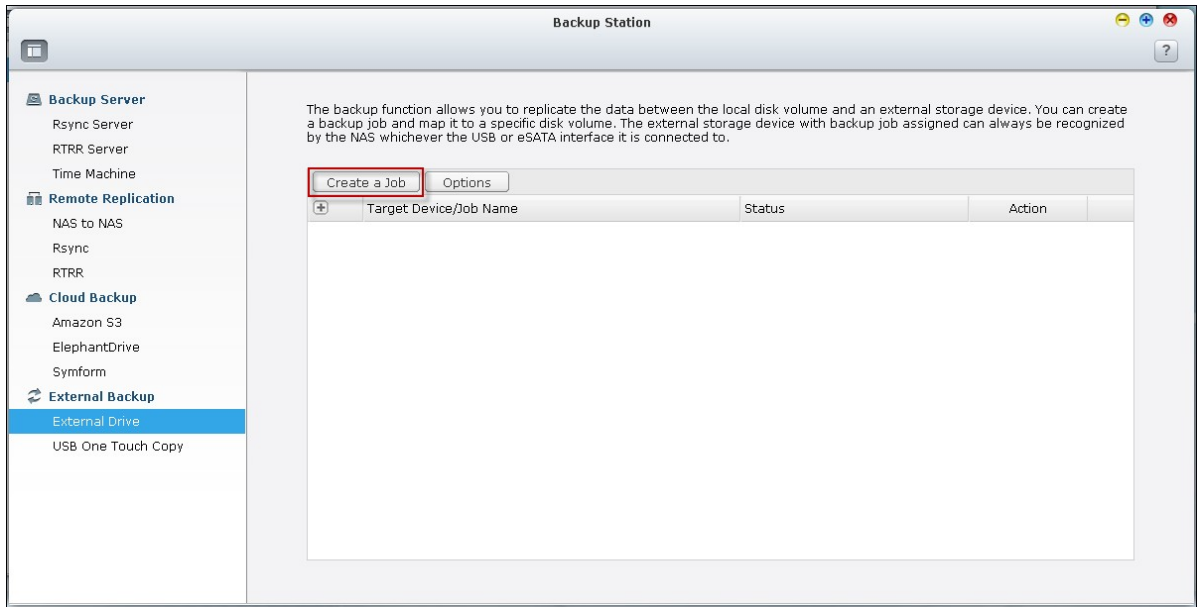 Backup Station
?
Backup Server
Rsync Server
RTRR Server
Time Machine
Remote Replication
NAS to NAS
Rsync
RTRR
Cloud Backup
Amazon S3
ElephantDrive
Symform
External Backup
External Drive
USB One Touch Copy
The backup function allows you to replicate the data between the local disk volume and an external storage device. You can create
a backup job and map it to a specific disk volume. The external storage device with backup job assigned can always be recognized
by the NAS whichever the USB or eSATA interface it is connected to.
Create a Job Options
Target Device/Job Name Status Action